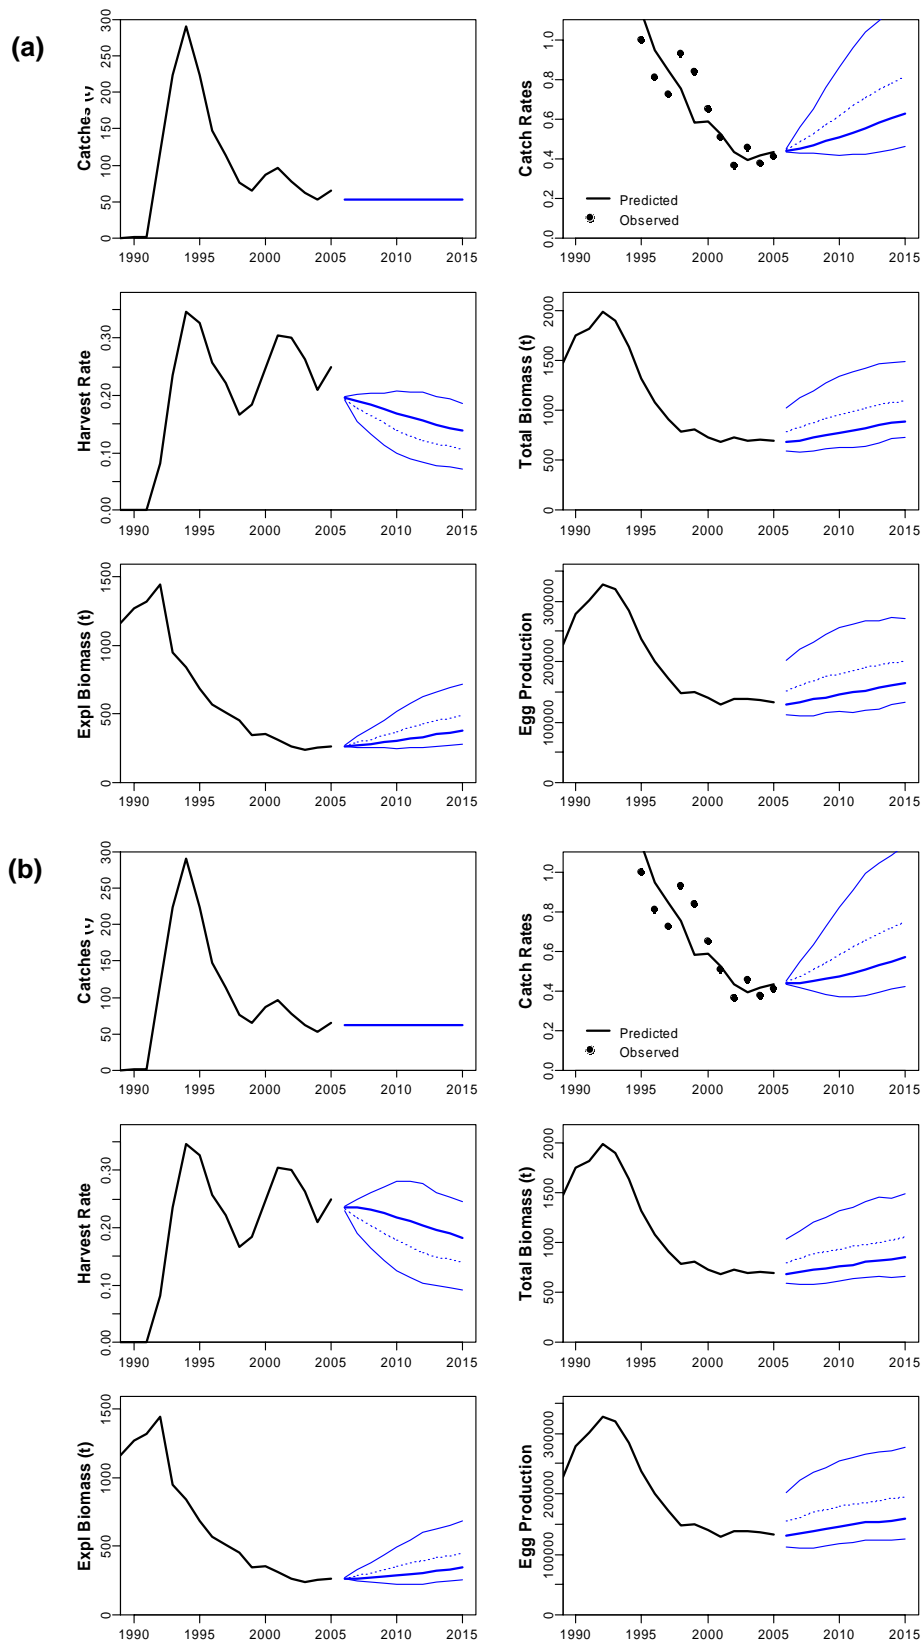 (a)
Catches
0 50 100 150 200 250 300
1990 1995 2000 2005 2010 2015
Catch Rates
0.0 0.2 0.4 0.6 0.8 1.0
Predicted
Observed
1990 1995 2000 2005 2010 2015
Harvest Rate
0.00 0.10 0.20 0.30
1990 1995 2000 2005 2010 2015
Total Biomass (t)
0 500 1000 1500 2000
1990 1995 2000 2005 2010 2015
Expl Biomass (t)
0 500 1000 1500
1990 1995 2000 2005 2010 2015
Egg Production
0 100000 200000 300000
1990 1995 2000 2005 2010 2015
(b)
Catches
0 50 100 150 200 250 300
1990 1995 2000 2005 2010 2015
Catch Rates
0.0 0.2 0.4 0.6 0.8 1.0
Predicted
Observed
1990 1995 2000 2005 2010 2015
Harvest Rate
0.00 0.10 0.20 0.30
1990 1995 2000 2005 2010 2015
Total Biomass (t)
0 500 1000 1500 2000
1990 1995 2000 2005 2010 2015
Expl Biomass (t)
0 500 1000 1500
1990 1995 2000 2005 2010 2015
Egg Production
0 100000 200000 300000
1990 1995 2000 2005 2010 2015